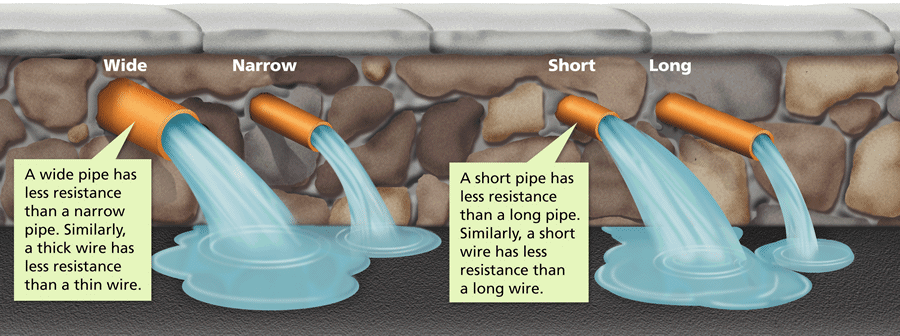 Wide
Narrow
Short
Long
A wide pipe has
less resistance
than a narrow
pipe. Similarly,
a thick wire has
less resistance
than a thin wire.
A short pipe has
less resistance
than a long pipe.
Similarly, a short
wire has less
resistance than
a long wire.